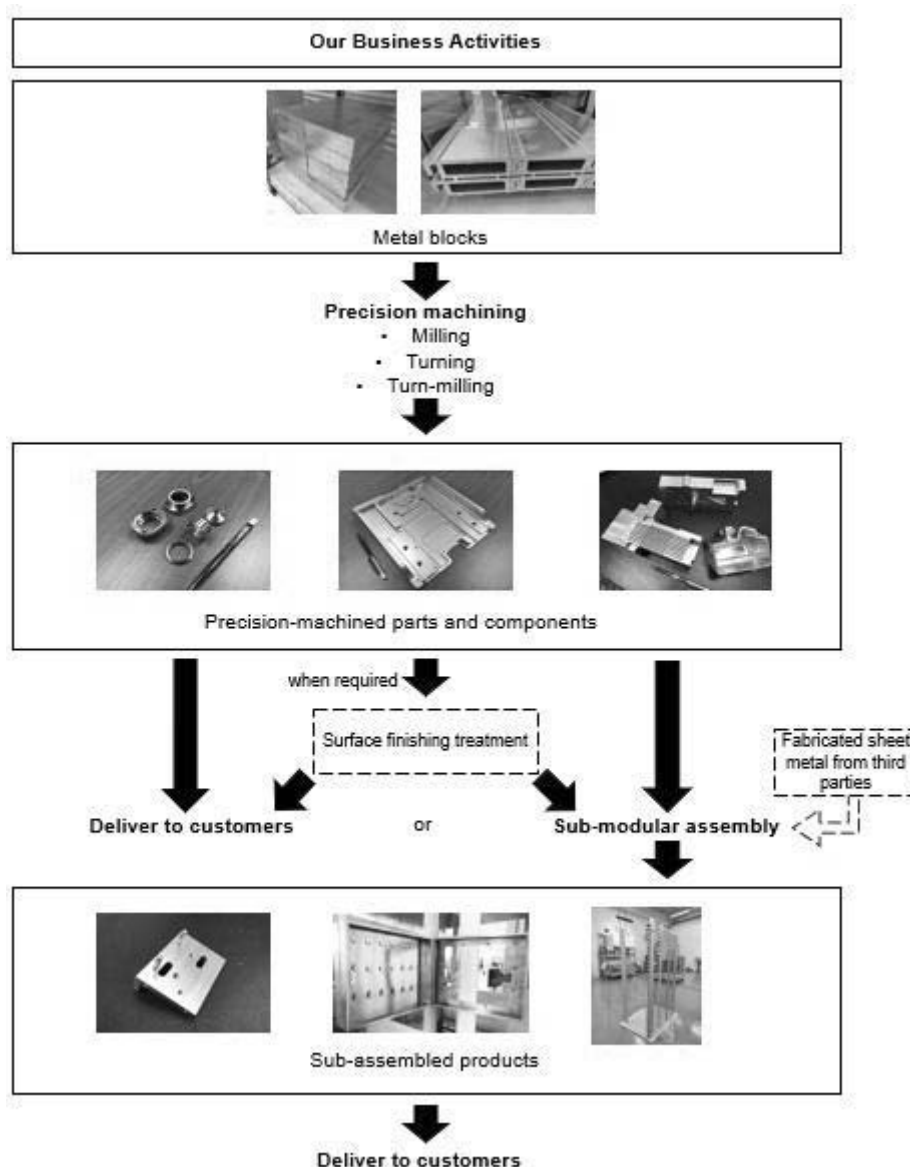 Our Business Activities
Metal blocks
Precision machining
• Milling
• Turning
• Turn-milling
Precision-machined parts and components
when required
Surface finishing treatment
Fabricated sheet
metal from third
parties
Deliver to customers
or
Sub-modular assembly
Sub-assembled products
Deliver to customers